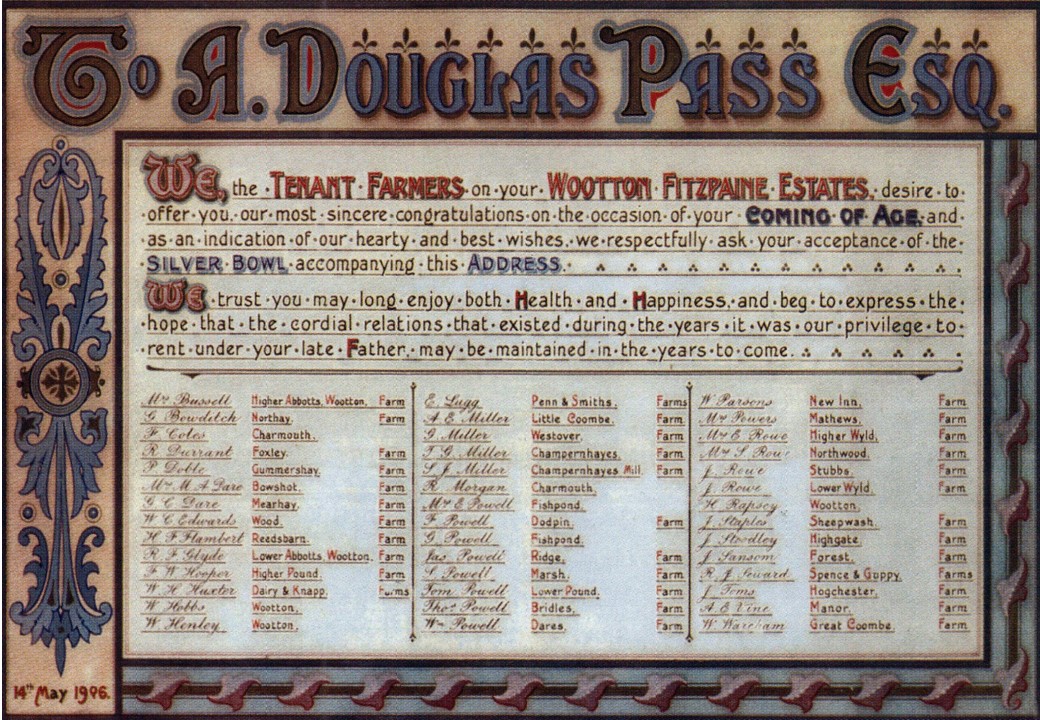 To A. Douglas Pass Esq.
We, the Tenant Farmers on your Wootton Fitzpaine Estates, desire to
offer you, our most sincere congratulations on the occasion of your Coming of Age, and
as an indication of our hearty and best wishes, we respectfully ask your acceptance of the
Silver Bowl accompanying this Address.
We trust you may long enjoy both Health and Happiness, and beg to express the
hope that the cordial relations that existed during the years it was our privilege to
rent under your late Father, may be maintained in the years to come.
Mrs Bussell Higher Abbotts, Wootton, Farm
G. Bowditch Northay, Farm
F. Coles Charmouth,
R. Durrant Foxley, Farm
P. Doble Gummershay, Farm
Mrs M. A. Dare Bowshot, Farm
G. C. Dare Mearhay, Farm
W. C. Edwards Wood, Farm
H. F. Flambert Reedsbarn, Farm
R. F. Glyde Lower Abbotts, Wootton, Farm
F. W. Hooper Higher Pound, Farm
W. H. Huxter Dairy & Knapp, Farms
W. Hobbs Wootton,
W. Henley Wootton,
E. Lugg Penn & Smiths, Farms
A. E. Miller Little Coombe, Farm
G. Miller Westover, Farm
T. G. Miller Champernhayes, Farm
S. J. Miller Champernhayes Mill, Farm
R. Morgan Charmouth,
Mrs E. Powell Fishpond,
F. Powell Dodpin, Farm
G. Powell Fishpond,
Jas. Powell Ridge, Farm
S. Powell Marsh, Farm
Tom Powell Lower Pound, Farm
Thos. Powell Bridles, Farm
Wm. Powell Dares, Farm
W. Parsons New Inn, Farm
Mrs Powers Mathews, Farm
Mrs E. Rowe Higher Wyld, Farm
Mrs S. Rowe Northwood, Farm
J. Rowe Stubbs, Farm
J. Rowe Lower Wyld, Farm
H. Rapsey Wootton,
J. Staples Sheepwash, Farm
J. Stoodley Highgate, Farm
J. Sansom Forest, Farm
R. J. Seward Spence & Guppy, Farms
J. Toms Hogchester, Farm
A. E. Vine Manor, Farm
W. Wareham Great Coombe, Farm
14th May 1906.